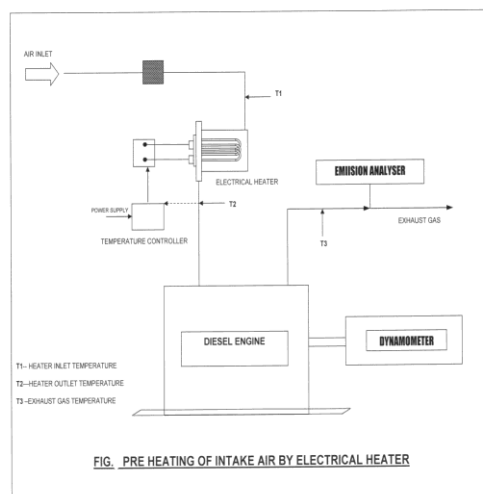 AIR INLET
T1
ELECTRICAL HEATER
EMIISION ANALYSER
POWER SUPPLY
T2
EXHAUST GAS
TEMPERATURE CONTROLLER
T3
DIESEL ENGINE
DYNAMOMETER
T1-- HEATER INLET TEMPERATURE
T2---HEATER OUTLET TEMPERATURE
T3 --EXHAUST GAS TEMPERATURE
FIG. PRE HEATING OF INTAKE AIR BY ELECTRICAL HEATER